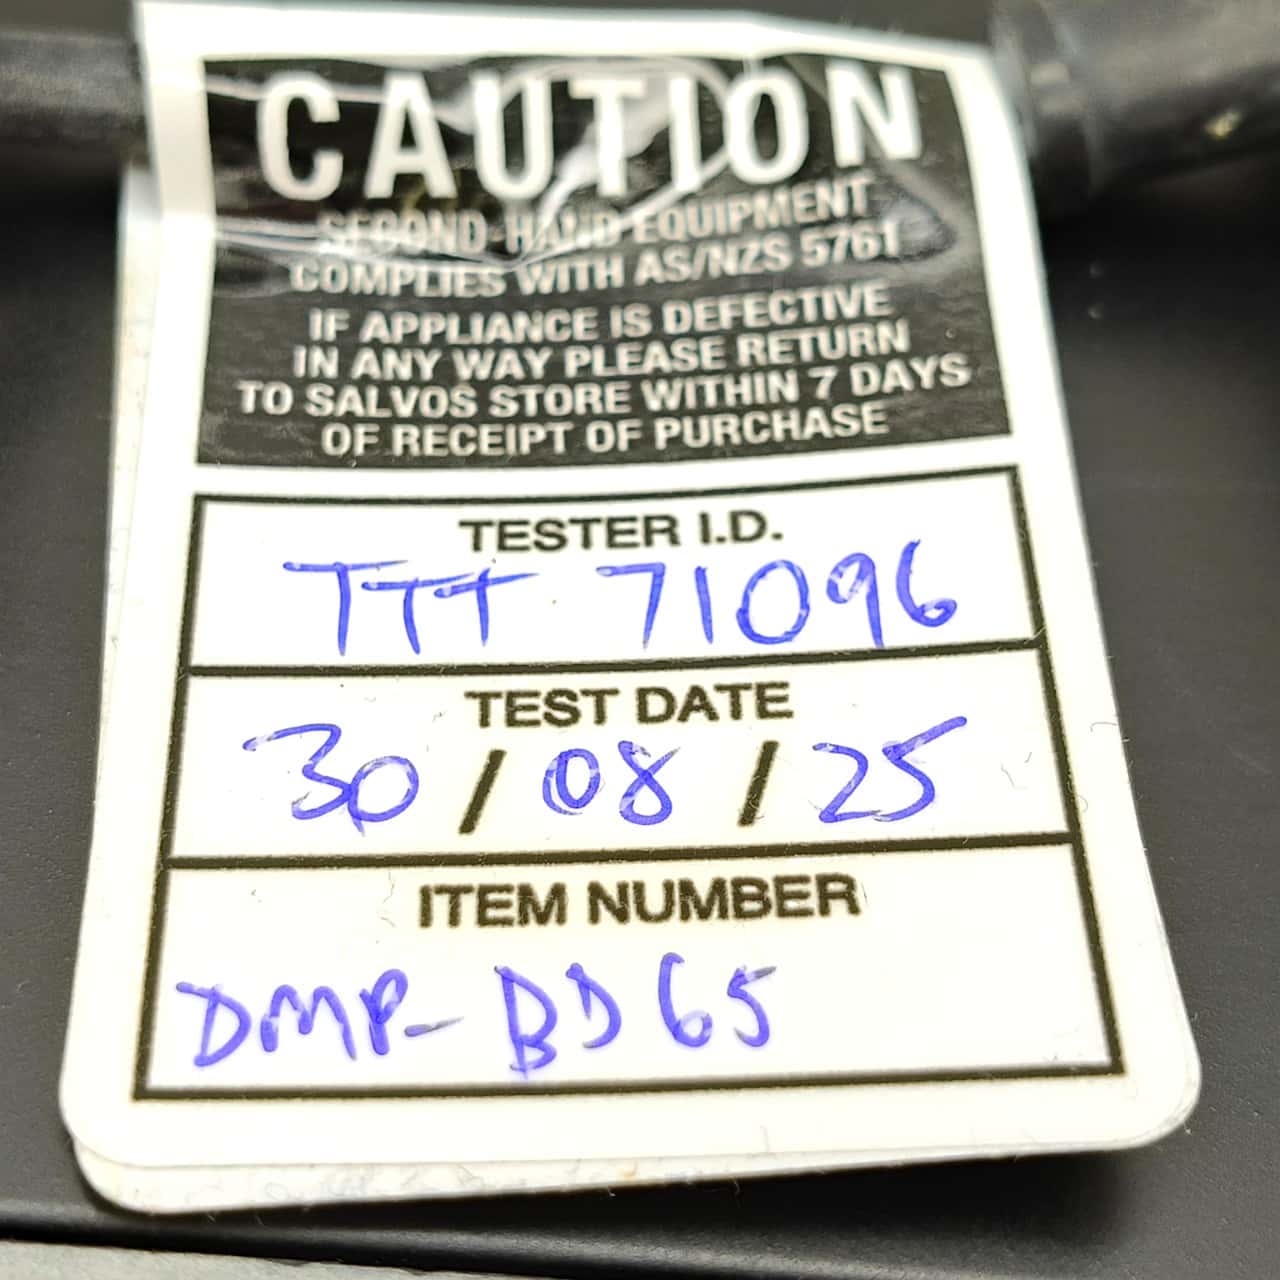 CAUTION
SECOND-HAND EQUIPMENT
COMPLIES WITH AS/NZS 5761
IF APPLIANCE IS DEFECTIVE
IN ANY WAY PLEASE RETURN
TO SALVOS STORE WITHIN 7 DAYS
OF RECEIPT OF PURCHASE
TESTER I.D.
TTT 71096
TEST DATE
30 / 08 / 25
ITEM NUMBER
DMP-BD65